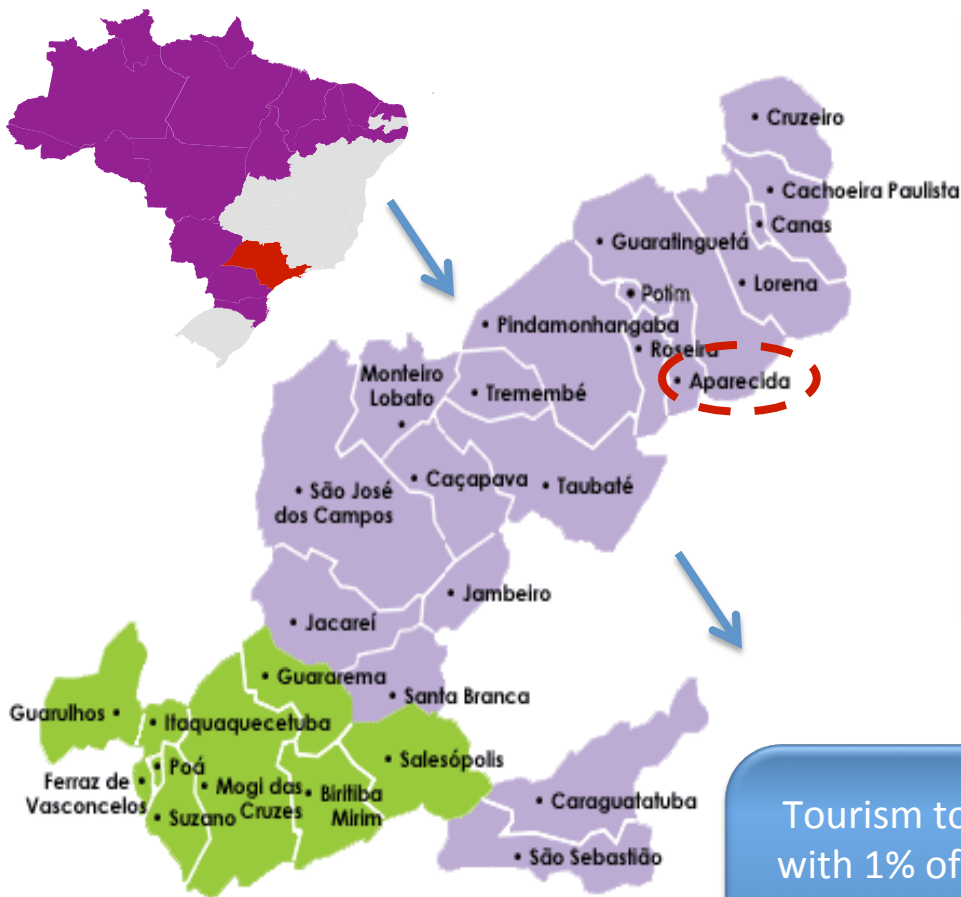 Cruzeiro
Cachoeira Paulista
Canas
Guaratinguetá
Lorena
Potim
Pindamonhangaba
Roseira
Aparecida
Monteiro
Lobato
Tremembé
Caçapava
Taubaté
São José
dos Campos
Jambeiro
Jacareí
Guararema
Santa Branca
Guarulhos
Itaquaquecetuba
Salesópolis
Poá
Ferraz de
Vasconcelos
Mogi das
Cruzes
Biritiba
Mirim
Suzano
Caraguatatuba
São Sebastião
Tourism to
with 1% of